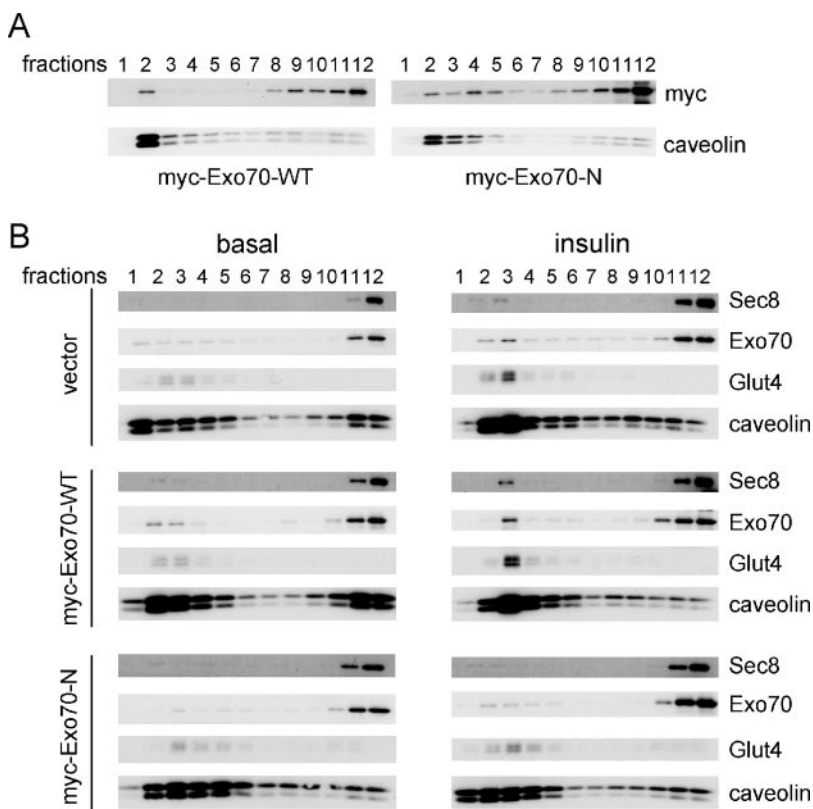 A
fractions 1 2 3 4 5 6 7 8 9 10 11 12 1 2 3 4 5 6 7 8 9 10 11 12
myc
caveolin
myc-Exo70-WT myc-Exo70-N
B
basal insulin
fractions 1 2 3 4 5 6 7 8 9 10 11 12 1 2 3 4 5 6 7 8 9 10 11 12
vector
Sec8
Exo70
Glut4
caveolin
myc-Exo70-WT
Sec8
Exo70
Glut4
caveolin
myc-Exo70-N
Sec8
Exo70
Glut4
caveolin